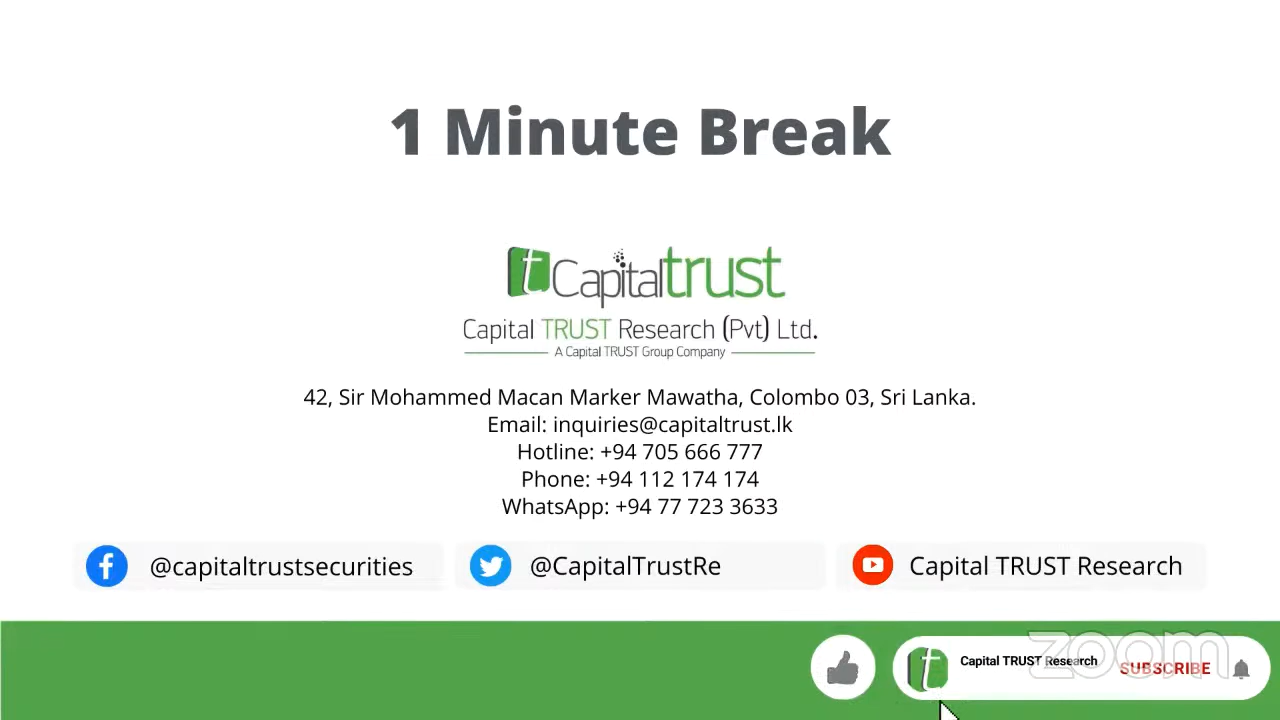 1 Minute Break
t Capitaltrust
Capital TRUST Research (Pvt) Ltd.
A Capital TRUST Group Company
42, Sir Mohammed Macan Marker Mawatha, Colombo 03, Sri Lanka.
Email: inquiries@capitaltrust.lk
Hotline: +94 705 666 777
Phone: +94 112 174 174
WhatsApp: +94 77 723 3633
@capitaltrustsecurities
@CapitalTrustRe
Capital TRUST Research
t
Capital TRUST Research
SUBSCRIBE
zoom